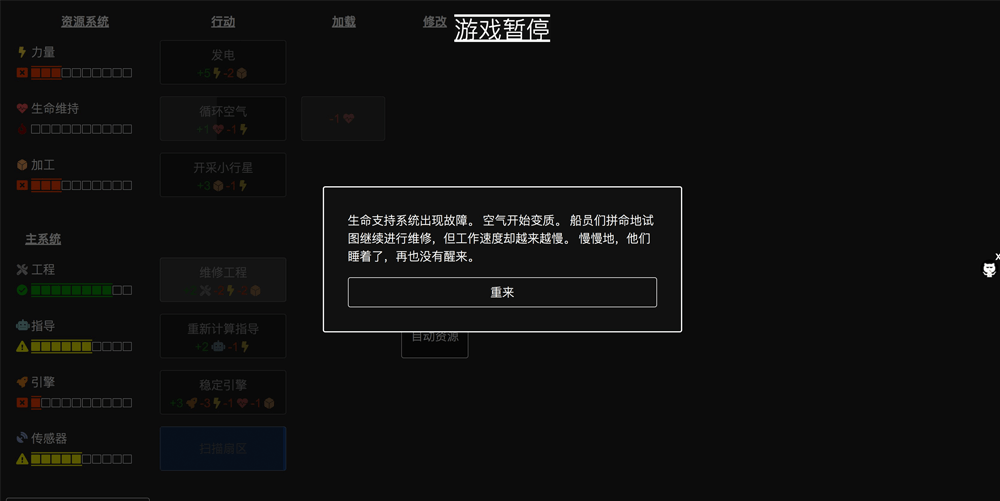 资源系统
行动
加载
修改
游戏暂停
力量
发电
+5 -2
生命维持
循环空气
+1 -1
-1
加工
开采小行星
+3 -1
生命支持系统出现故障。 空气开始变质。 船员们拼命地试
图继续进行维修，但工作速度却越来越慢。 慢慢地，他们
睡着了，再也没有醒来。
重来
主系统
工程
维修工程
指导
重新计算指导
+2 -1
自动资源
引擎
稳定引擎
+3 -3 -1 -1
传感器
扫描扇区
x